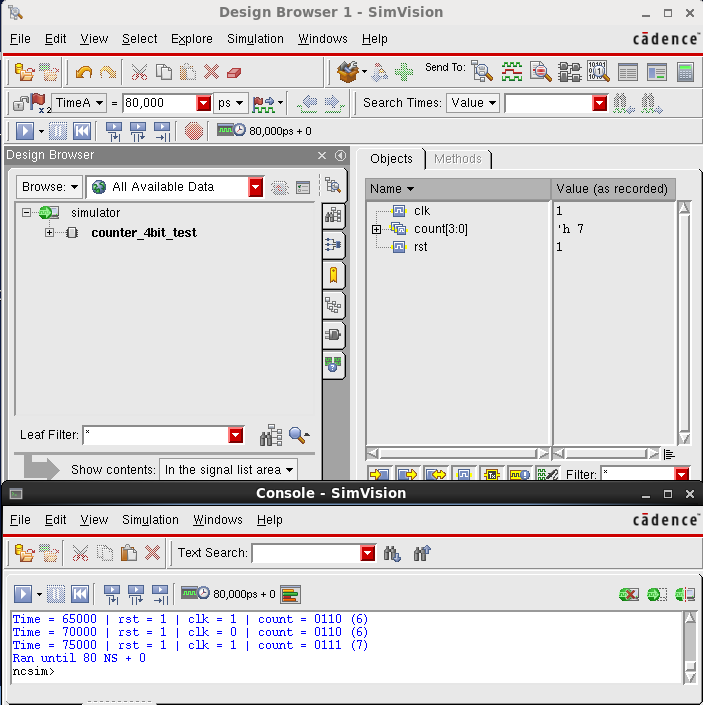 Design Browser 1 - SimVision
File Edit View Select Explore Simulation Windows Help
cādence
Send To:
TimeA = 80,000 ps
Search Times: Value
80,000ps + 0
Design Browser
Browse: All Available Data
simulator
counter_4bit_test
Leaf Filter: *
Show contents: In the signal list area
Objects Methods
Name Value (as recorded)
clk 1
count[3:0] 'h 7
rst 1
Filter: *
Console - SimVision
File Edit View Simulation Windows Help
cādence
Text Search:
80,000ps + 0
Time = 65000 | rst = 1 | clk = 1 | count = 0110 (6)
Time = 70000 | rst = 1 | clk = 0 | count = 0110 (6)
Time = 75000 | rst = 1 | clk = 1 | count = 0111 (7)
Ran until 80 NS + 0
ncsim>